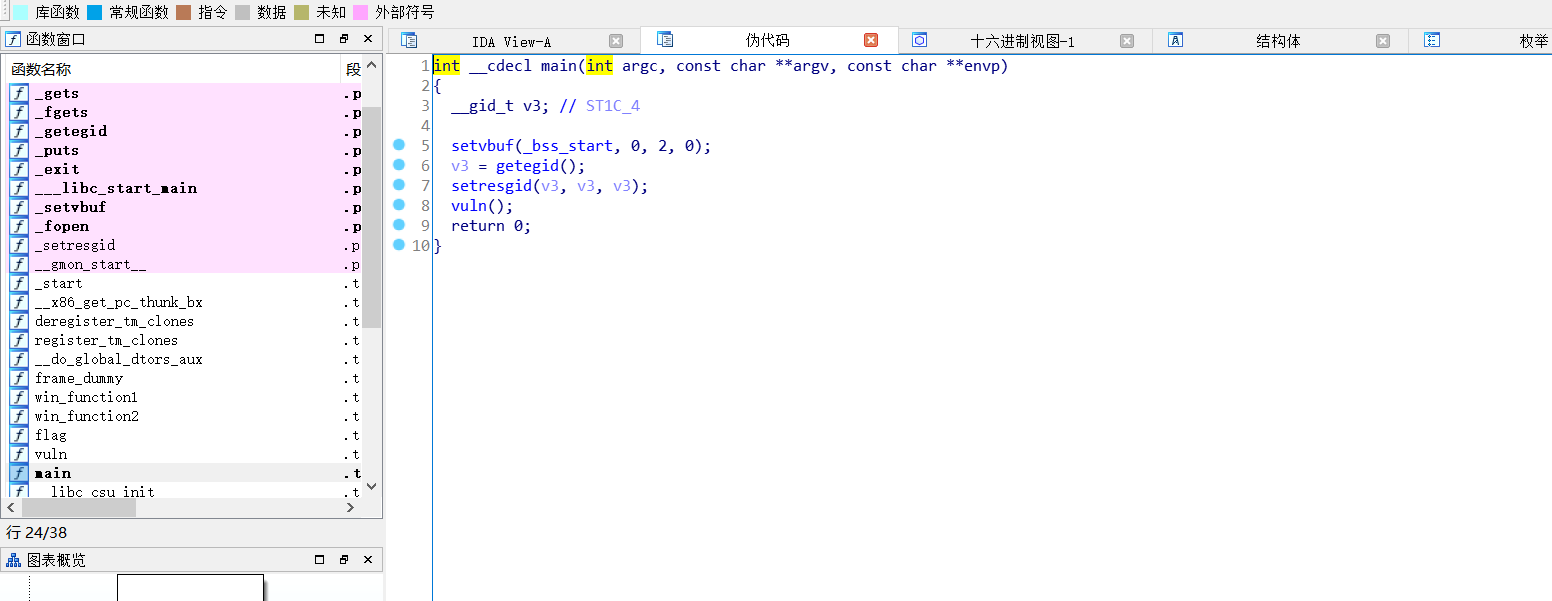 库函数 常规函数 指令 数据 未知 外部符号
函数窗口
函数名称 段
_gets .p
_fgets .p
_getegid .p
_puts .p
_exit .p
___libc_start_main .p
_setvbuf .p
_fopen .p
_setresgid .p
__gmon_start__ .p
_start .t
__x86_get_pc_thunk_bx .t
deregister_tm_clones .t
register_tm_clones .t
__do_global_dtors_aux .t
frame_dummy .t
win_function1 .t
win_function2 .t
flag .t
vuln .t
main .t
__libc_csu_init .t
行 24/38
图表概览
IDA View-A 伪代码 十六进制视图-1 结构体 枚举
1 int __cdecl main(int argc, const char **argv, const char **envp)
2 {
3 __gid_t v3; // ST1C_4
4
5 setvbuf(_bss_start, 0, 2, 0);
6 v3 = getegid();
7 setresgid(v3, v3, v3);
8 vuln();
9 return 0;
10 }